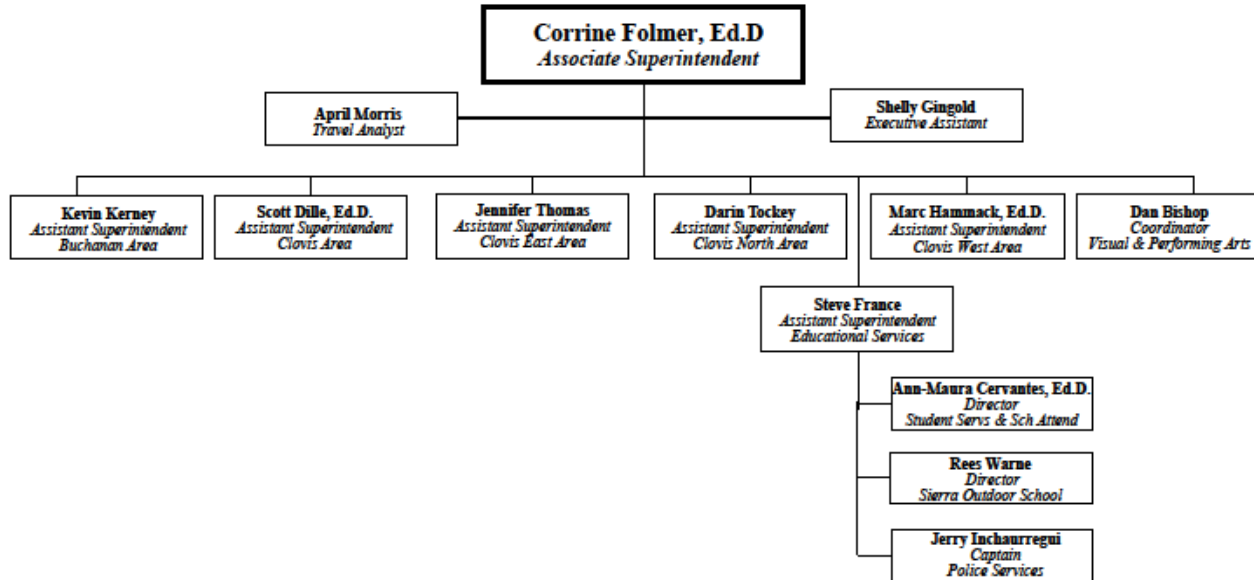 Corrine Folmer, Ed.D
Associate Superintendent
April Morris
Travel Analyst
Shelly Gingold
Executive Assistant
Kevin Kerney
Assistant Superintendent
Buchanan Area
Scott Dille, Ed.D.
Assistant Superintendent
Clovis Area
Jennifer Thomas
Assistant Superintendent
Clovis East Area
Darin Tockey
Assistant Superintendent
Clovis North Area
Marc Hammack, Ed.D.
Assistant Superintendent
Clovis West Area
Dan Bishop
Coordinator
Visual & Performing Arts
Steve France
Assistant Superintendent
Educational Services
Ann-Maura Cervantes, Ed.D.
Director
Student Servs & Sch Attend
Rees Warne
Director
Sierra Outdoor School
Jerry Inchaurregui
Captain
Police Services